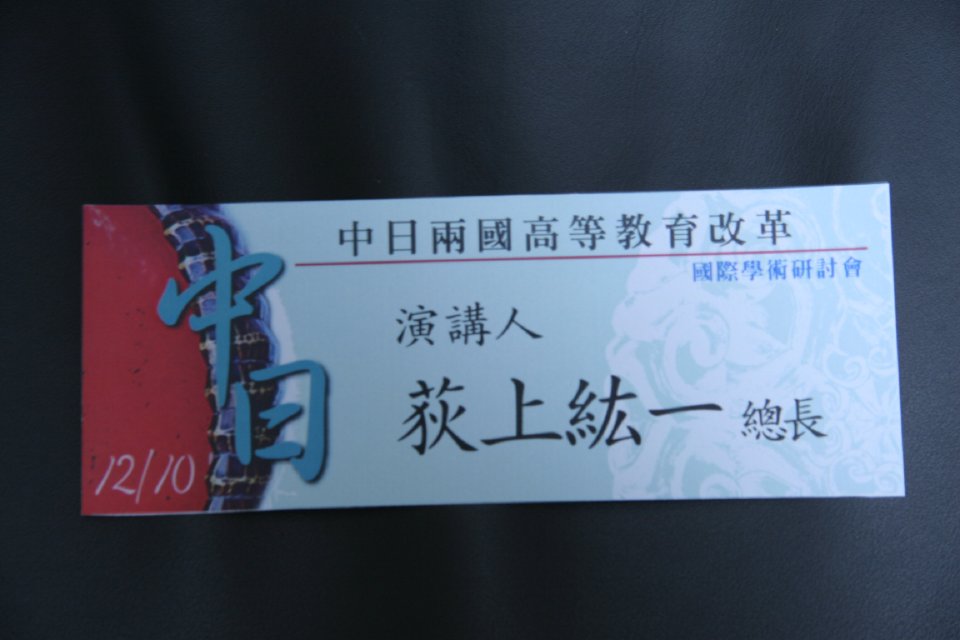 中日兩國高等教育改革
國際學術研討會
中日
演講人
荻上紘一 總長
12/10